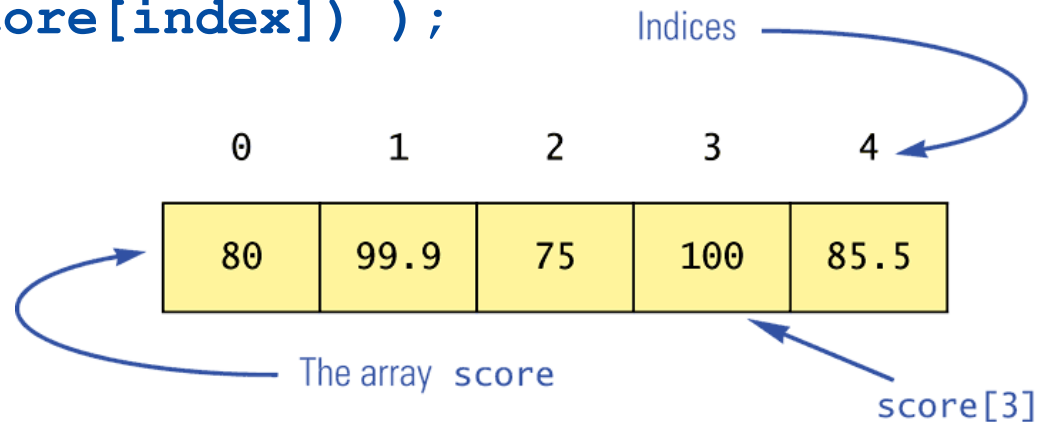 ore[index]) );
Indices
0 1 2 3 4
80 99.9 75 100 85.5
The array score
score[3]